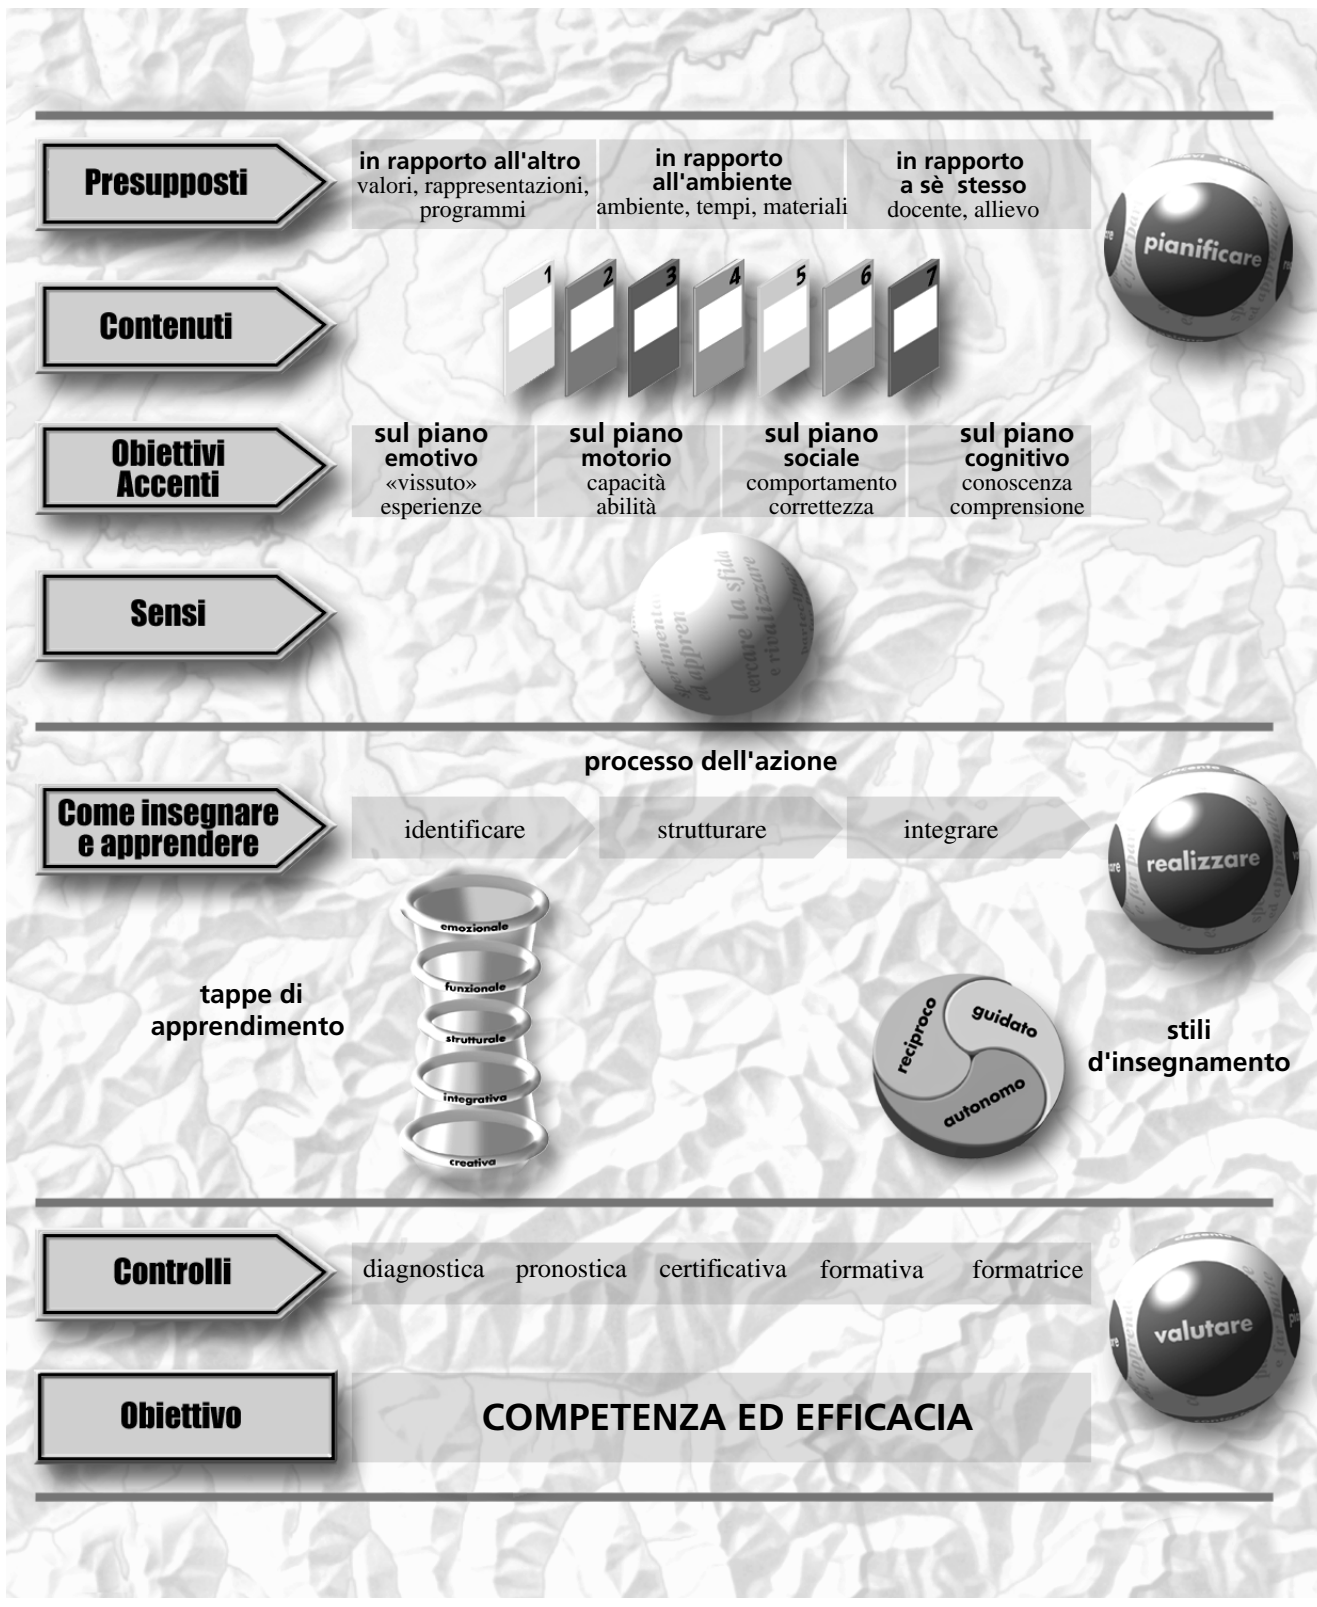 Presupposti
in rapporto all'altro
valori, rappresentazioni,
programmi
in rapporto
all'ambiente
ambiente, tempi, materiali
in rapporto
a sè stesso
docente, allievo
pianificare
Contenuti
1 2 3 4 5 6 7
Obiettivi
Accenti
sul piano
emotivo
«vissuto»
esperienze
sul piano
motorio
capacità
abilità
sul piano
sociale
comportamento
correttezza
sul piano
cognitivo
conoscenza
comprensione
Sensi
ed appren
cercare la sfida
e rivalizzare
processo dell'azione
Come insegnare
e apprendere
identificare
strutturare
integrare
realizzare
tappe di
apprendimento
emozionale
funzionale
strutturale
integrativa
creativa
reciproco
guidato
autonomo
stili
d'insegnamento
Controlli
diagnostica pronostica certificativa formativa formatrice
valutare
Obiettivo
COMPETENZA ED EFFICACIA